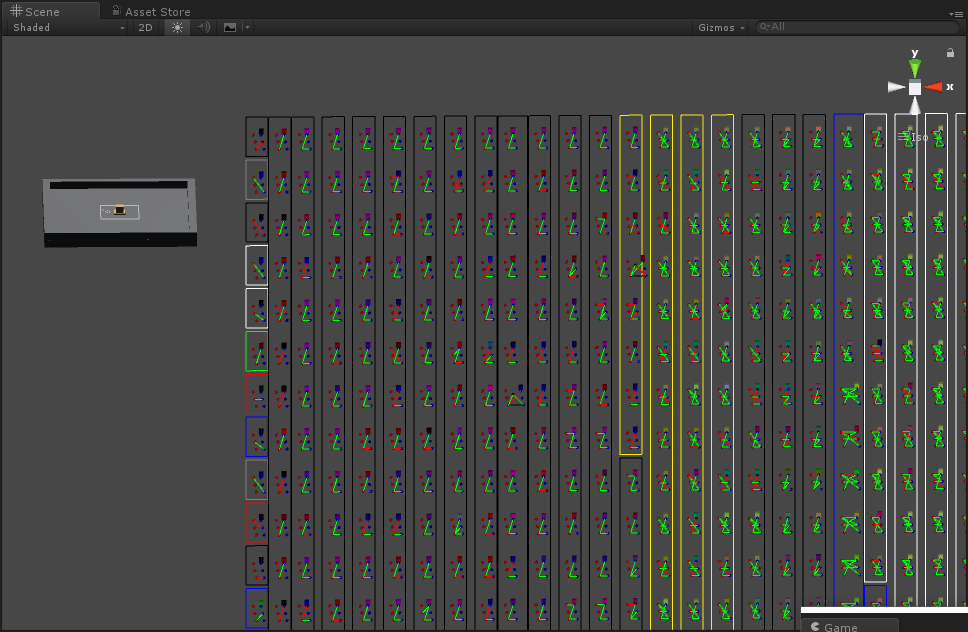 Scene
Asset Store
Shaded
2D
Gizmos
All
y
x
Iso
Game